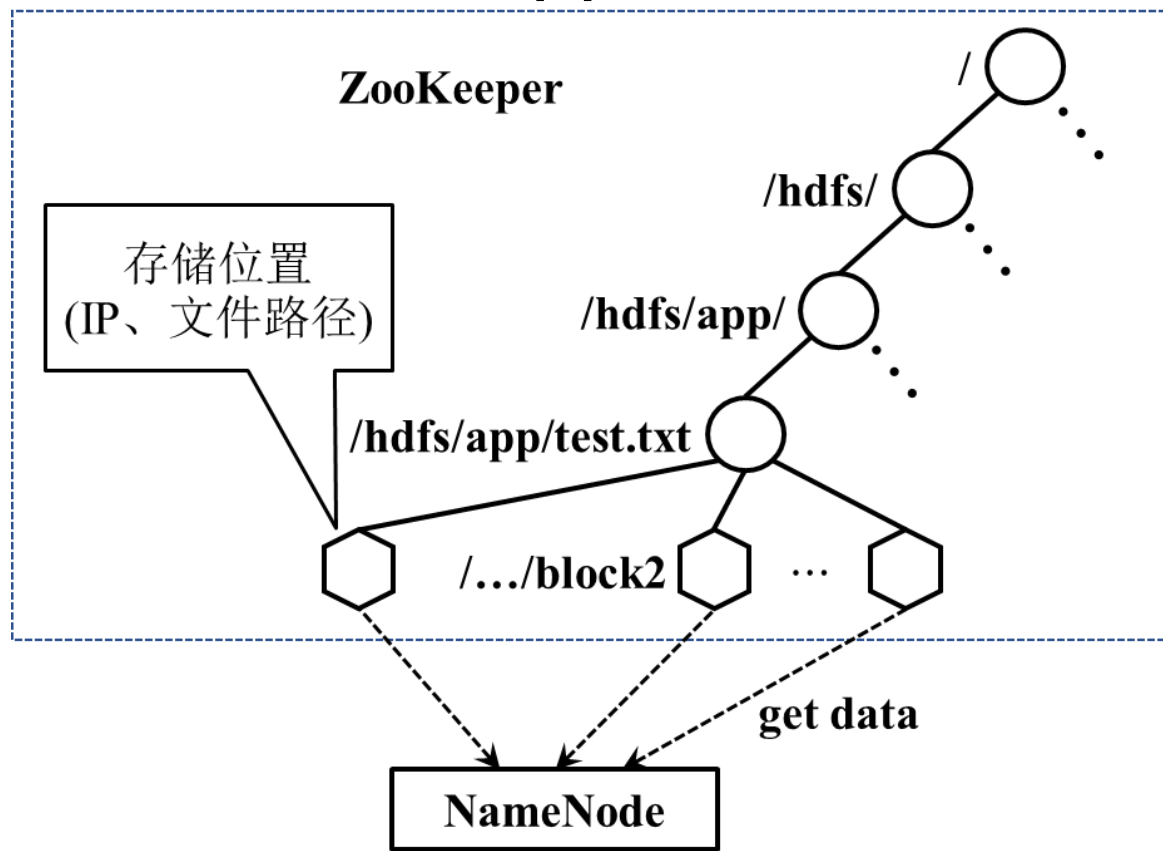 /
ZooKeeper
/hdfs/
存储位置
(IP、文件路径)
/hdfs/app/
/hdfs/app/test.txt
/…/block2
…
get data
NameNode